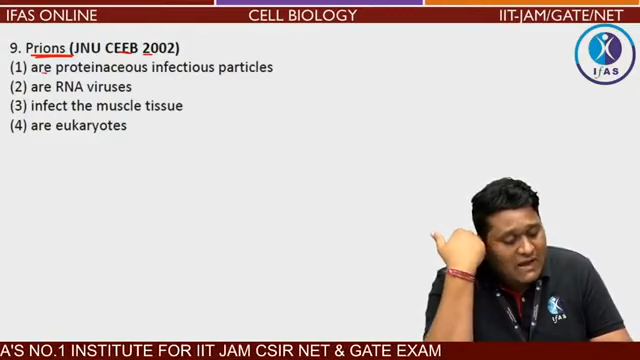 IFAS ONLINE CELL BIOLOGY IIT-JAM/GATE/NET
9. Prions (JNU CEEB 2002)
(1) are proteinaceous infectious particles
(2) are RNA viruses
(3) infect the muscle tissue
(4) are eukaryotes
iFAS
iFAS
A'S NO.1 INSTITUTE FOR IIT JAM CSIR NET & GATE EXAM